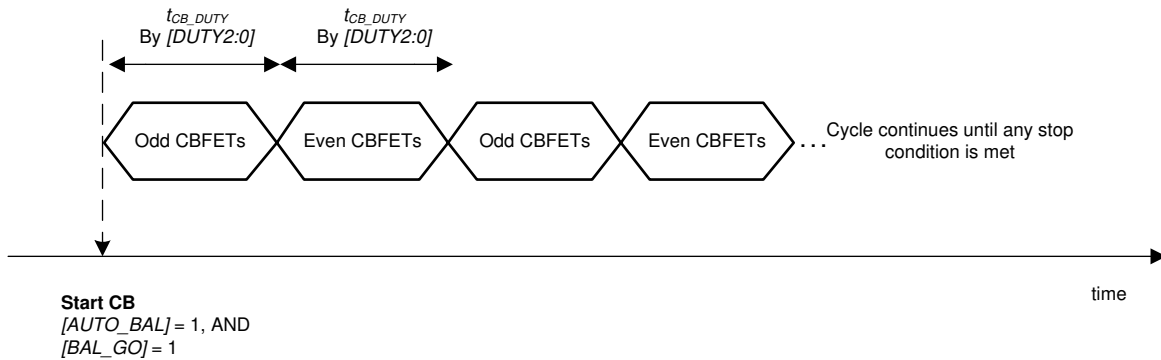 tCB_DUTY
By [DUTY2:0]
tCB_DUTY
By [DUTY2:0]
Odd CBFETs
Even CBFETs
Odd CBFETs
Even CBFETs
... Cycle continues until any stop
condition is met
time
Start CB
[AUTO_BAL] = 1, AND
[BAL_GO] = 1